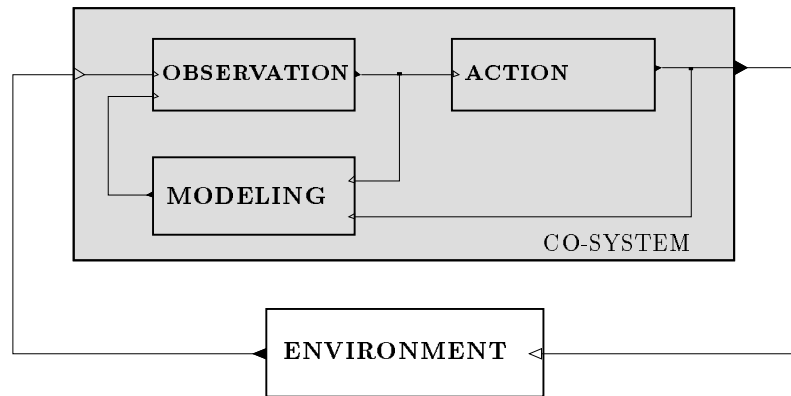 OBSERVATION
ACTION
MODELING
CO-SYSTEM
ENVIRONMENT